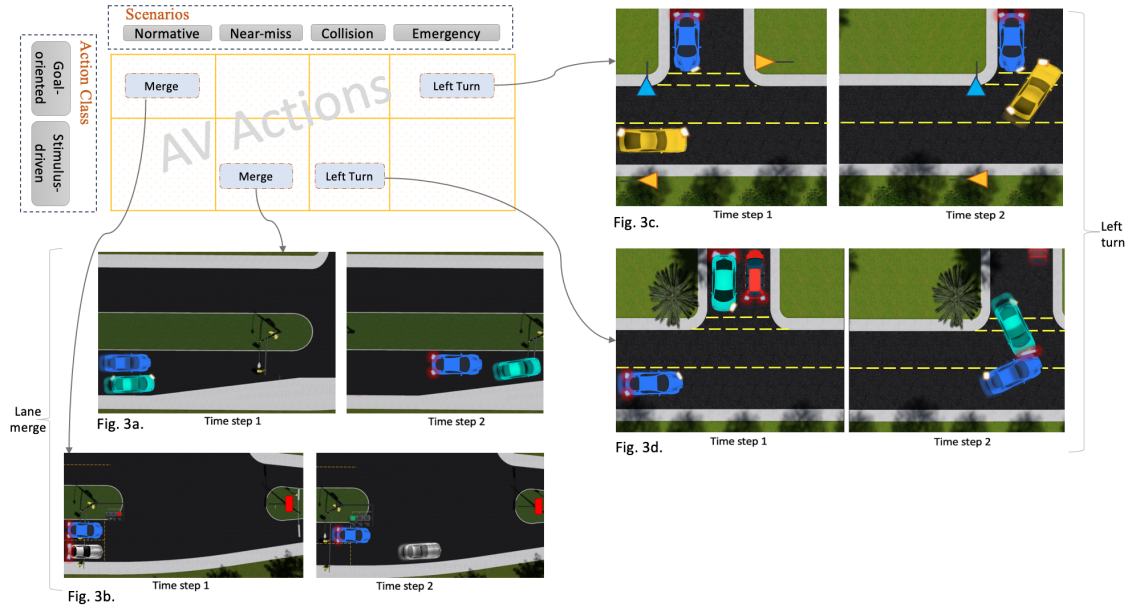 Scenarios
Normative
Near-miss
Collision
Emergency
Action Class
Goal-
oriented
Stimulus-
driven
AV Actions
Merge
Left Turn
Merge
Left Turn
Time step 1
Time step 2
Fig. 3c.
Left
turn
Time step 1
Time step 2
Fig. 3d.
Lane
merge
Time step 1
Time step 2
Fig. 3a.
Time step 1
Time step 2
Fig. 3b.